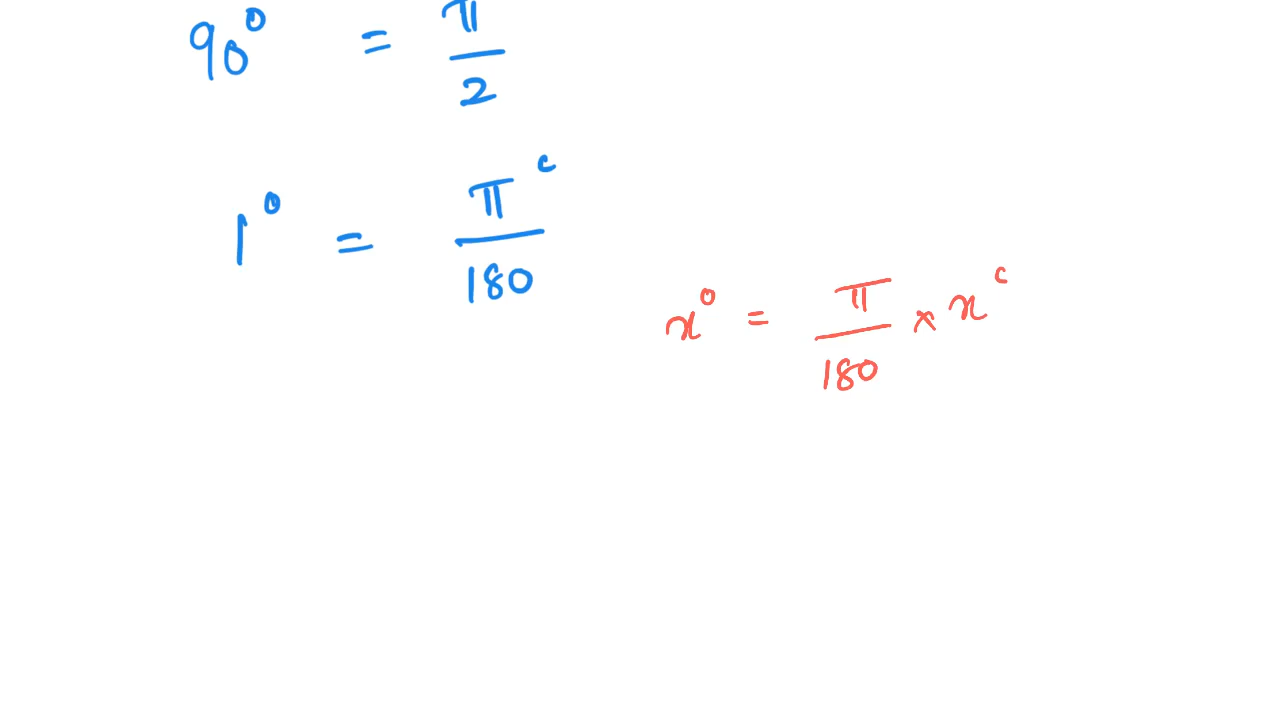 90° = π/2
1° = π/180 ᶜ
x° = π/180 × x ᶜ